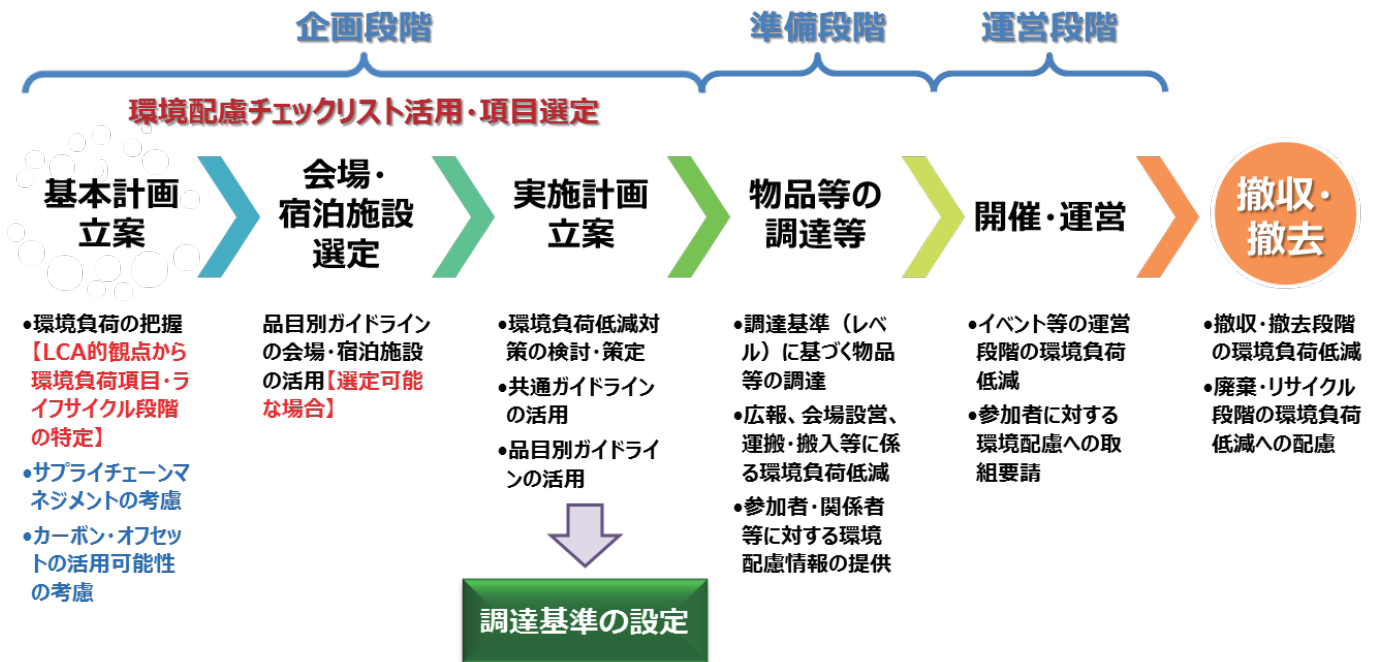 企画段階
準備段階
運営段階
環境配慮チェックリスト活用・項目選定
基本計画
立案
会場・
宿泊施設
選定
実施計画
立案
物品等の
調達等
開催・運営
撤収・
撤去
•環境負荷の把握
【LCA的観点から
環境負荷項目・ラ
イフサイクル段階
の特定】
•サプライチェーンマ
ネジメントの考慮
•カーボン・オフセッ
トの活用可能性
の考慮
品目別ガイドライン
の会場・宿泊施設
の活用【選定可能
な場合】
•環境負荷低減対
策の検討・策定
•共通ガイドライン
の活用
•品目別ガイドライ
ンの活用
調達基準の設定
•調達基準（レベ
ル）に基づく物品
等の調達
•広報、会場設営、
運搬・搬入等に係
る環境負荷低減
•参加者・関係者
等に対する環境
配慮情報の提供
•イベント等の運営
段階の環境負荷
低減
•参加者に対する
環境配慮への取
組要請
•撤収・撤去段階
の環境負荷低減
•廃棄・リサイクル
段階の環境負荷
低減への配慮